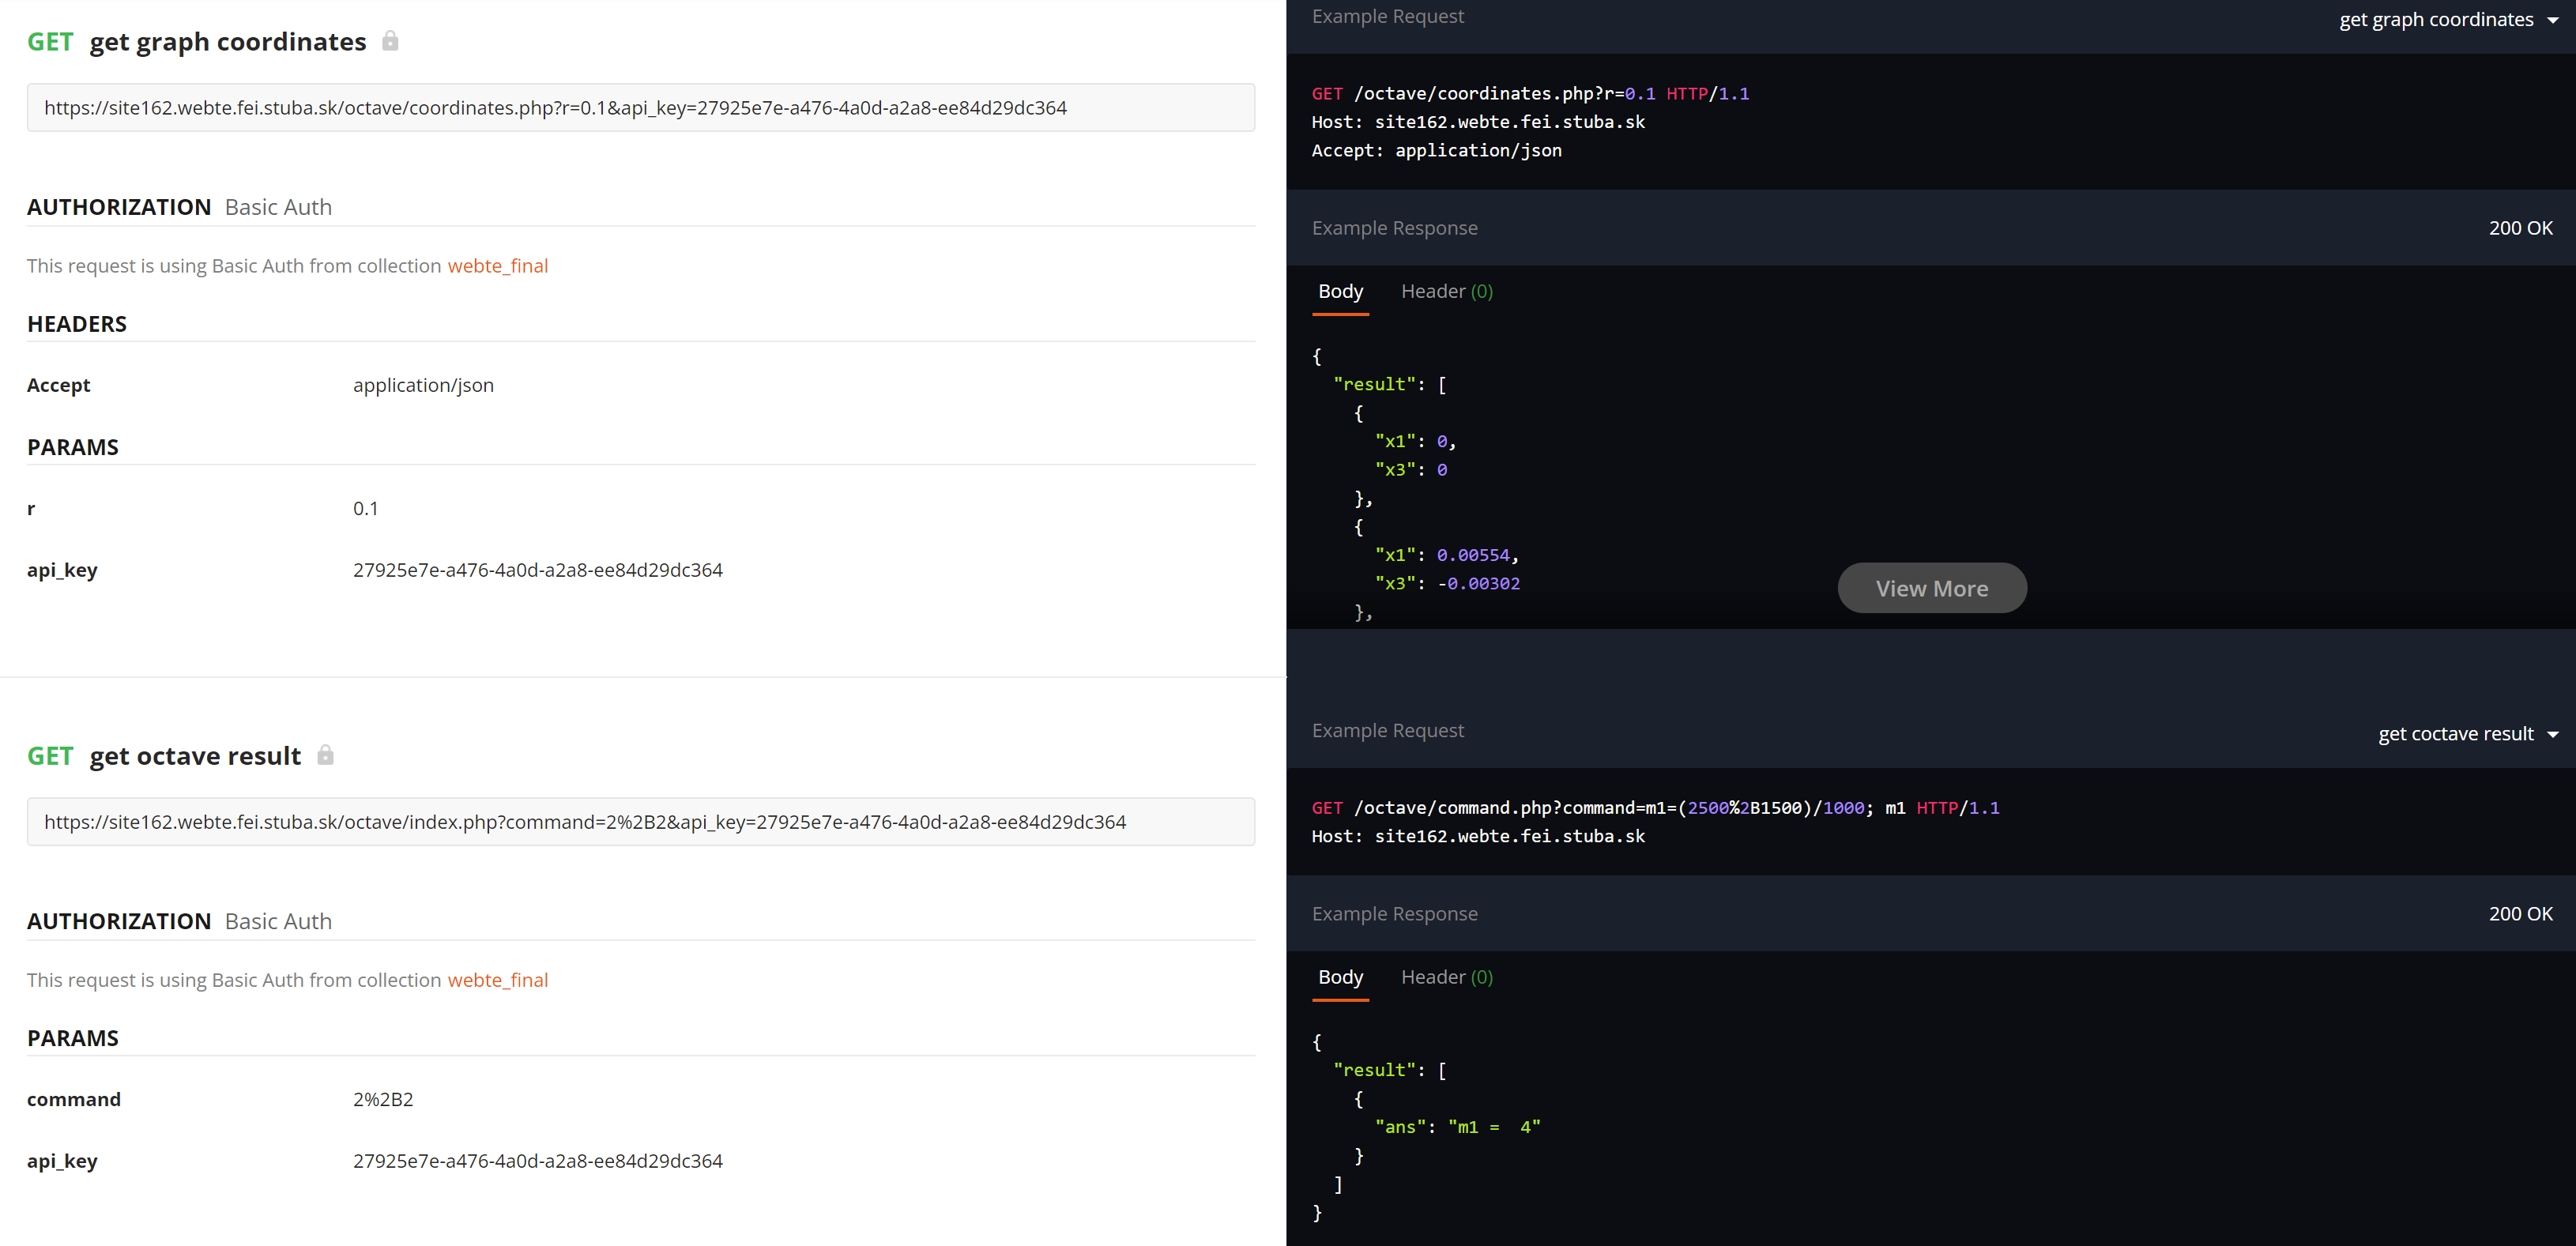 GET get graph coordinates
https://site162.webte.fei.stuba.sk/octave/coordinates.php?r=0.1&api_key=27925e7e-a476-4a0d-a2a8-ee84d29dc364
AUTHORIZATION Basic Auth
This request is using Basic Auth from collection webte_final
HEADERS
Accept application/json
PARAMS
r 0.1
api_key 27925e7e-a476-4a0d-a2a8-ee84d29dc364
Example Request get graph coordinates
GET /octave/coordinates.php?r=0.1 HTTP/1.1
Host: site162.webte.fei.stuba.sk
Accept: application/json
Example Response 200 OK
Body Header (0)
{
"result": [
{
"x1": 0,
"x3": 0
},
{
"x1": 0.00554,
"x3": -0.00302
},
View More
GET get octave result
https://site162.webte.fei.stuba.sk/octave/index.php?command=2%2B2&api_key=27925e7e-a476-4a0d-a2a8-ee84d29dc364
AUTHORIZATION Basic Auth
This request is using Basic Auth from collection webte_final
PARAMS
command 2%2B2
api_key 27925e7e-a476-4a0d-a2a8-ee84d29dc364
Example Request get coctave result
GET /octave/command.php?command=m1=(2500%2B1500)/1000; m1 HTTP/1.1
Host: site162.webte.fei.stuba.sk
Example Response 200 OK
Body Header (0)
{
"result": [
{
"ans": "m1 =  4"
}
]
}